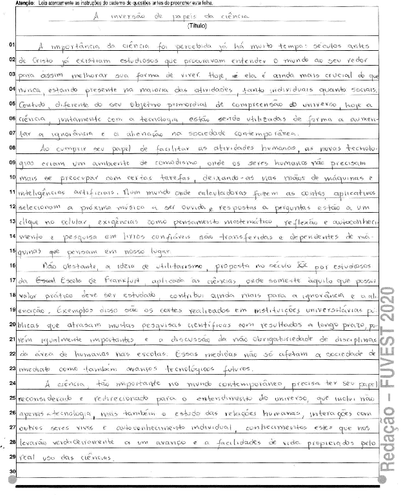 Atenção: Leia atentamente as instruções do caderno de questões antes de preencher esta folha.
A inversão de papeis da ciência
(Título)
01 A importância da ciência foi percebida já há muito tempo: séculos antes
02 de Cristo já existiam estudiosos que procuravam entender o mundo ao seu redor
03 para assim melhorar sua forma de viver. Hoje, é ela é ainda mais crucial do que
04 nunca, estando presente na maioria das atividades, tanto individuais quanto sociais.
05 Contudo, diferente do seu objetivo primordial de compreensão do universo, hoje a
06 ciência, juntamente com a tecnologia, estão sendo utilizadas de forma a aumen-
07 tar a ignorância e a alienação na sociedade contemporânea.
08 Ao cumprir seu papel de facilitar as atividades humanas, as novas tecnolo-
09 gias criam um ambiente de comodismo onde os seres humanos não precisam
10 mais se preocupar com certas tarefas, deixando-as nas mãos de máquinas e
11 inteligências artificiais. Num mundo onde calculadoras fazem as contas, aplicativos
12 selecionam a próxima música a ser ouvida e respostas a perguntas estão a um
13 clique no celular, exigências como pensamento matemático, reflexão e autoconheci-
14 mento e pesquisa em livros confiáveis são transferidas e dependentes de má-
15 quinas que pensam em nosso lugar.
16 Não obstante, a ideia de utilitarismo, proposta no século XX por estudiosos
17 da Escola de Frankfurt aplicada às ciências, onde somente aquilo que possui
18 valor prático deve ser estudado, contribui ainda mais para a ignorância e a ali-
19 enação. Exemplos disso são os cortes realizados em instituições universitárias pú-
20 blicas que atrasam muitas pesquisas científicas com resultados a longo prazo, po-
21 rém igualmente importantes, e a discussão da não obrigatoriedade de disciplinas
22 da área de humanas nas escolas. Essas medidas não só afetam a sociedade de
23 imediato como também avanços tecnológicos futuros.
24 A ciência, tão importante no mundo contemporâneo, precisa ter seu papel
25 reconsiderado e redirecionado para o entendimento do universo, que inclui não
26 apenas tecnologia, mas também o estudo das relações humanas, interações com
27 outros seres vivos e autoconhecimento individual, conhecimentos estes que nos
28 levarão verdadeiramente a um avanço e a facilidades de vida propiciados pelo
29 real uso das ciências.
30
Redação – FUVEST 2020